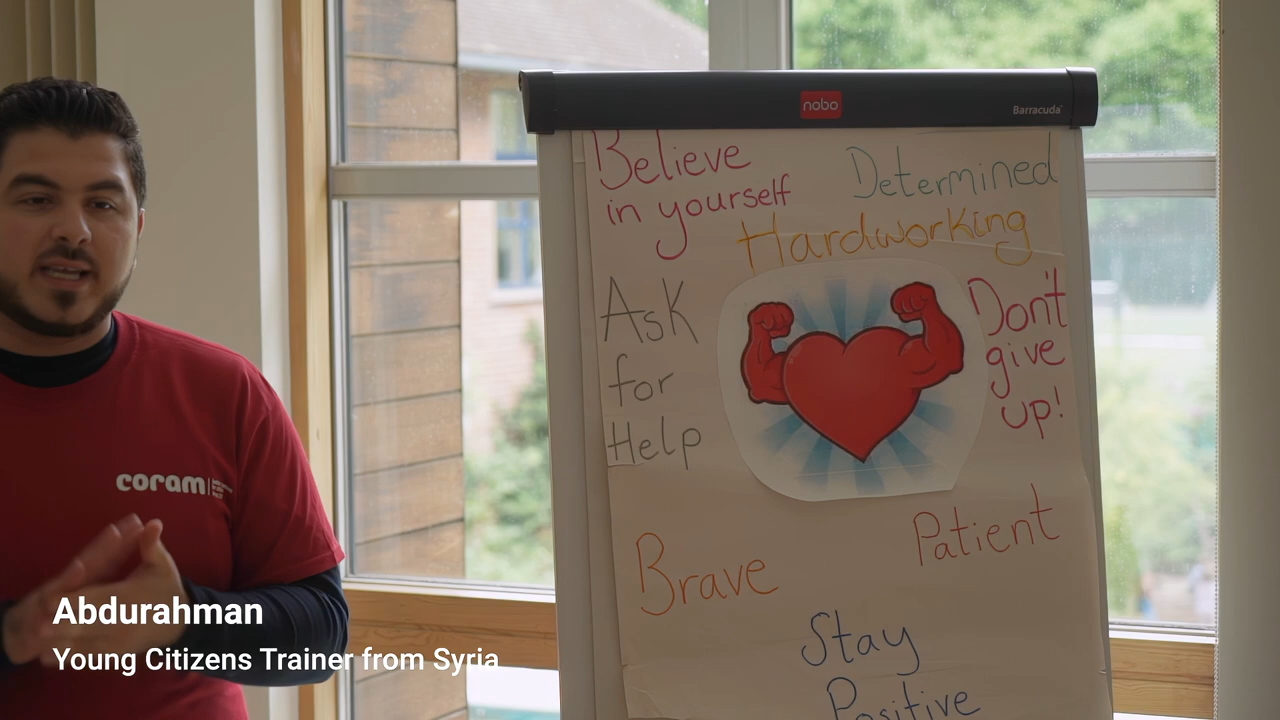 nobo
Barracuda
Believe
in yourself
Determined
Hardworking
Ask
for
Help
Don't
give
up!
coram
Patient
Brave
Stay
Positive
Abdurahman
Young Citizens Trainer from Syria